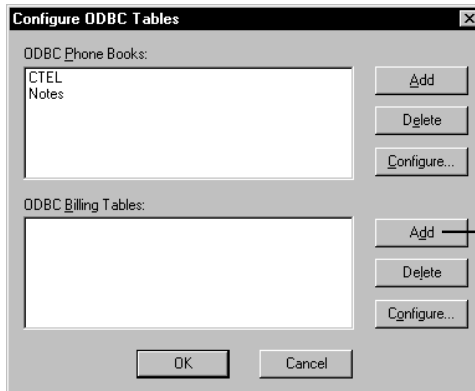 Configure ODBC Tables
ODBC Phone Books:
CTEL
Notes
Add
Delete
Configure...
ODBC Billing Tables:
Add
Delete
Configure...
OK
Cancel